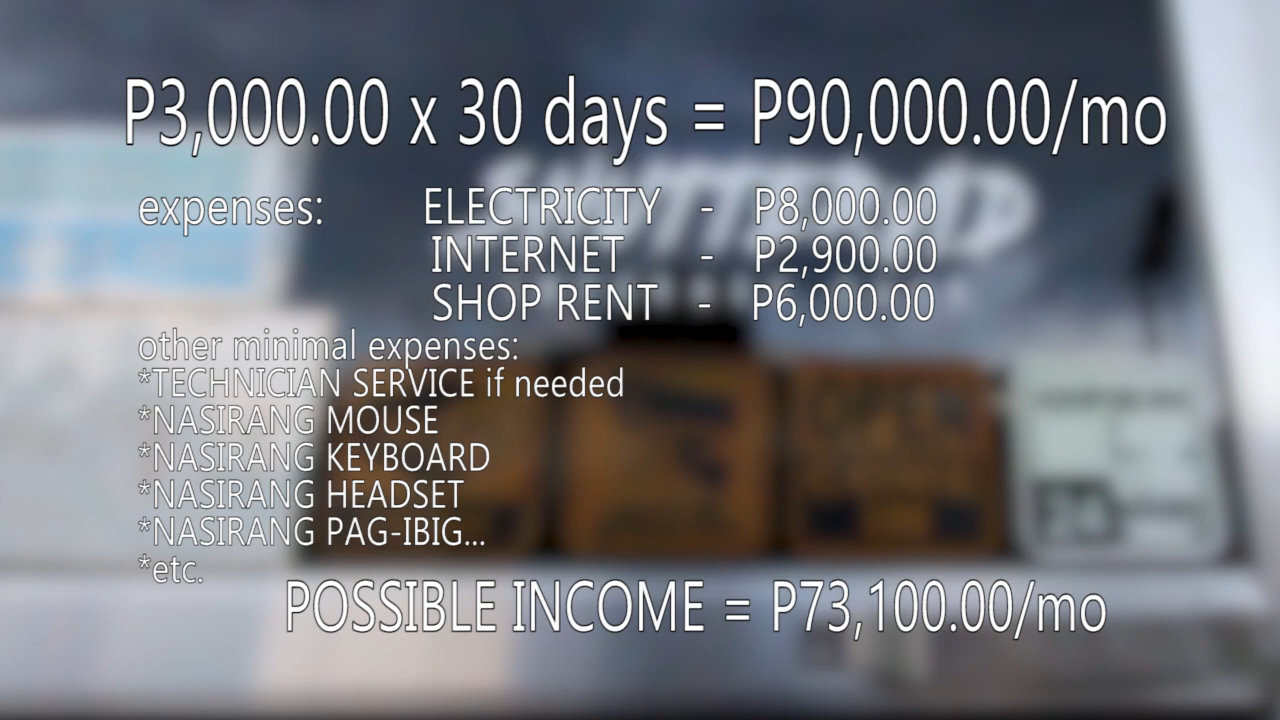 P3,000.00 x 30 days = P90,000.00/mo
expenses: ELECTRICITY - P8,000.00
INTERNET - P2,900.00
SHOP RENT - P6,000.00
other minimal expenses:
*TECHNICIAN SERVICE if needed
*NASIRANG MOUSE
*NASIRANG KEYBOARD
*NASIRANG HEADSET
*NASIRANG PAG-IBIG...
*etc.
POSSIBLE INCOME = P73,100.00/mo